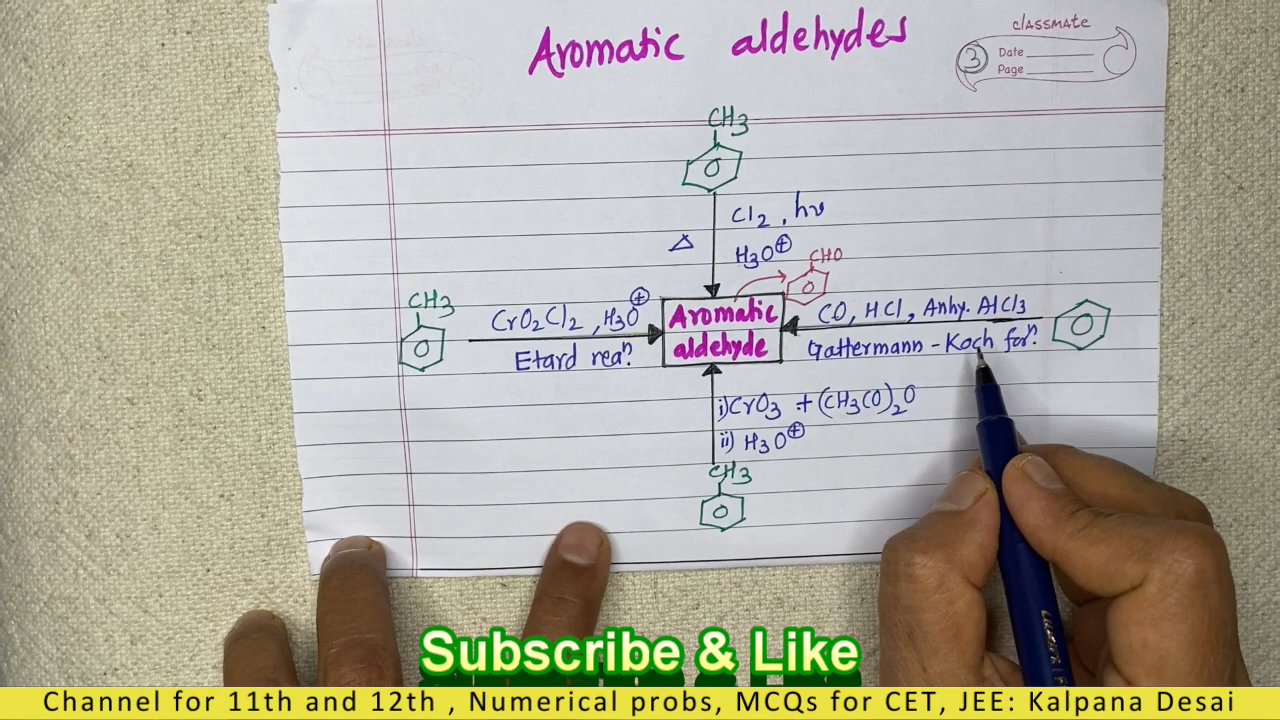 Aromatic aldehydes
CLASSMATE
3
Date
Page
CH3
Cl2, hν
Δ
H3O⊕
CHO
CH3
CrO2Cl2, H3O⊕
Etard reaⁿ.
Aromatic
aldehyde
CO, HCl, Anhy. AlCl3
Gattermann - Koch forⁿ.
i) CrO3 + (CH3CO)2O
ii) H3O⊕
CH3
Subscribe & Like
Channel for 11th and 12th , Numerical probs, MCQs for CET, JEE: Kalpana Desai